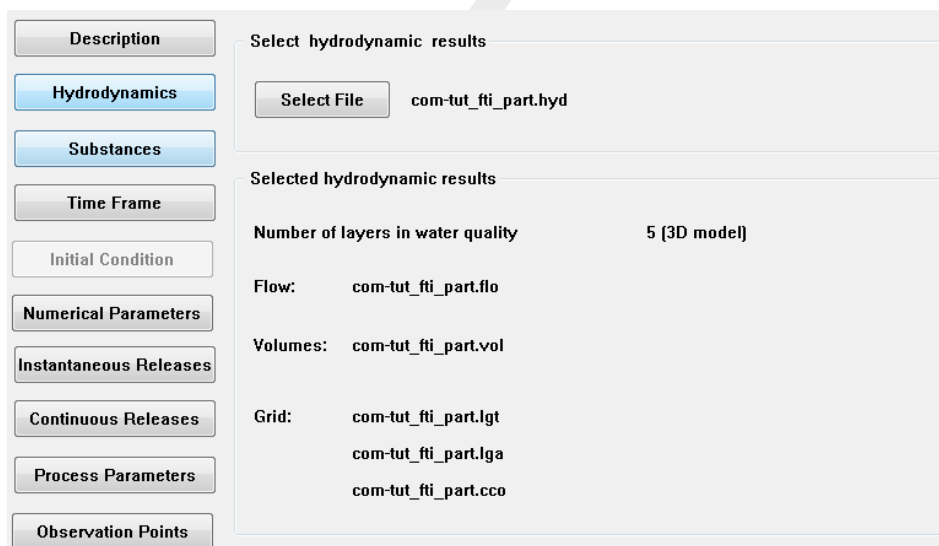 Description
Hydrodynamics
Substances
Time Frame
Initial Condition
Numerical Parameters
Instantaneous Releases
Continuous Releases
Process Parameters
Observation Points
Select hydrodynamic results
Select File com-tut_fti_part.hyd
Selected hydrodynamic results
Number of layers in water quality 5 (3D model)
Flow: com-tut_fti_part.flo
Volumes: com-tut_fti_part.vol
Grid: com-tut_fti_part.lgt
com-tut_fti_part.lga
com-tut_fti_part.cco